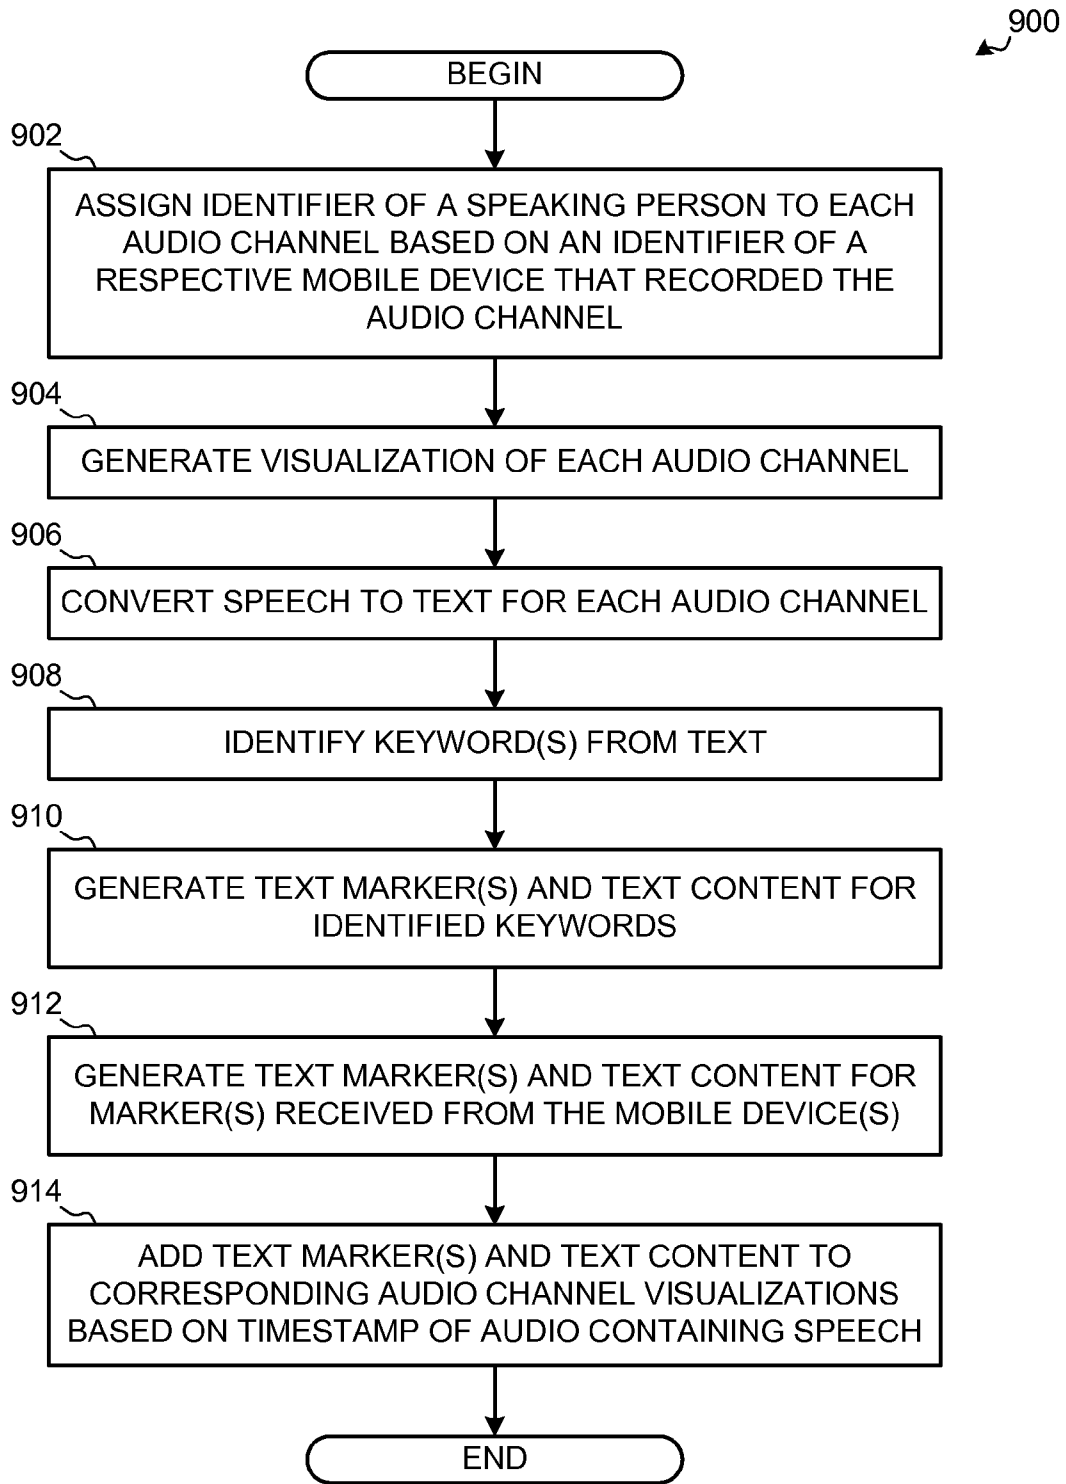 900
BEGIN
902
ASSIGN IDENTIFIER OF A SPEAKING PERSON TO EACH
AUDIO CHANNEL BASED ON AN IDENTIFIER OF A
RESPECTIVE MOBILE DEVICE THAT RECORDED THE
AUDIO CHANNEL
904
GENERATE VISUALIZATION OF EACH AUDIO CHANNEL
906
CONVERT SPEECH TO TEXT FOR EACH AUDIO CHANNEL
908
IDENTIFY KEYWORD(S) FROM TEXT
910
GENERATE TEXT MARKER(S) AND TEXT CONTENT FOR
IDENTIFIED KEYWORDS
912
GENERATE TEXT MARKER(S) AND TEXT CONTENT FOR
MARKER(S) RECEIVED FROM THE MOBILE DEVICE(S)
914
ADD TEXT MARKER(S) AND TEXT CONTENT TO
CORRESPONDING AUDIO CHANNEL VISUALIZATIONS
BASED ON TIMESTAMP OF AUDIO CONTAINING SPEECH
END